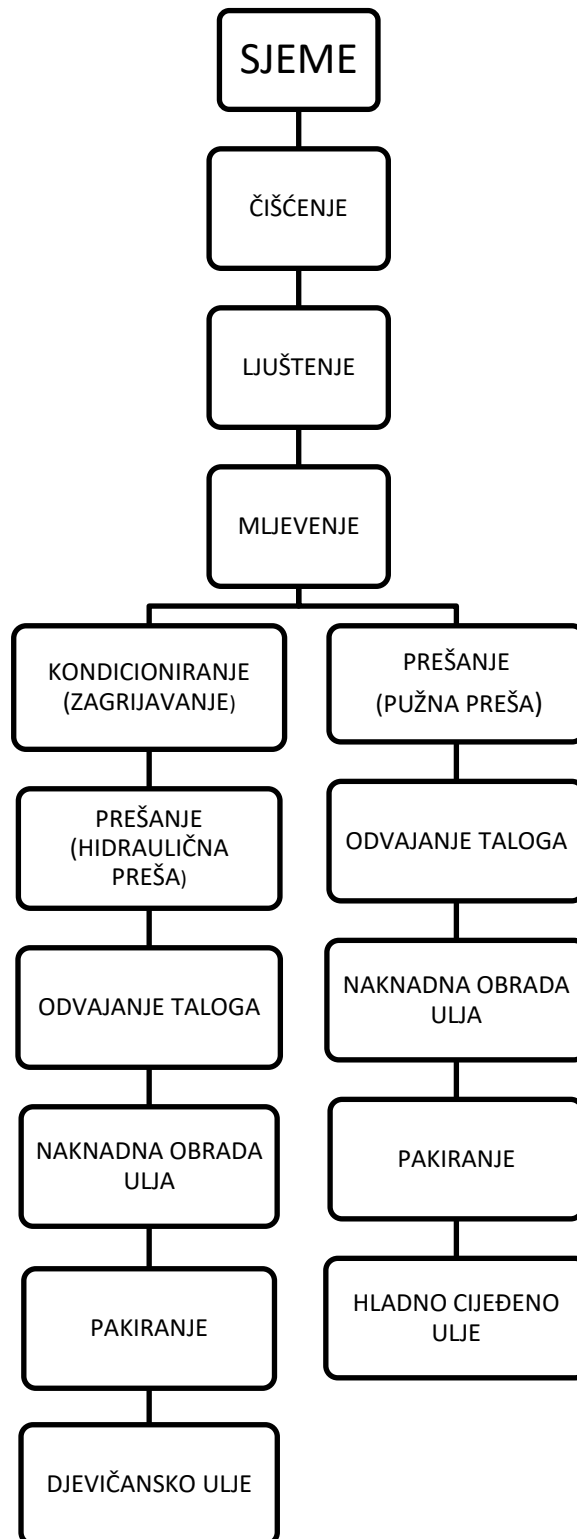 SJEME
ČIŠĆENJE
LJUŠTENJE
MLJEVENJE
KONDICIONIRANJE
(ZAGRIJAVANJE)
PREŠANJE
(HIDRAULIČNA
PREŠA)
ODVAJANJE TALOGA
NAKNADNA OBRADA
ULJA
PAKIRANJE
DJEVIČANSKO ULJE
PREŠANJE
(PUŽNA PREŠA)
ODVAJANJE TALOGA
NAKNADNA OBRADA
ULJA
PAKIRANJE
HLADNO CIJEĐENO
ULJE